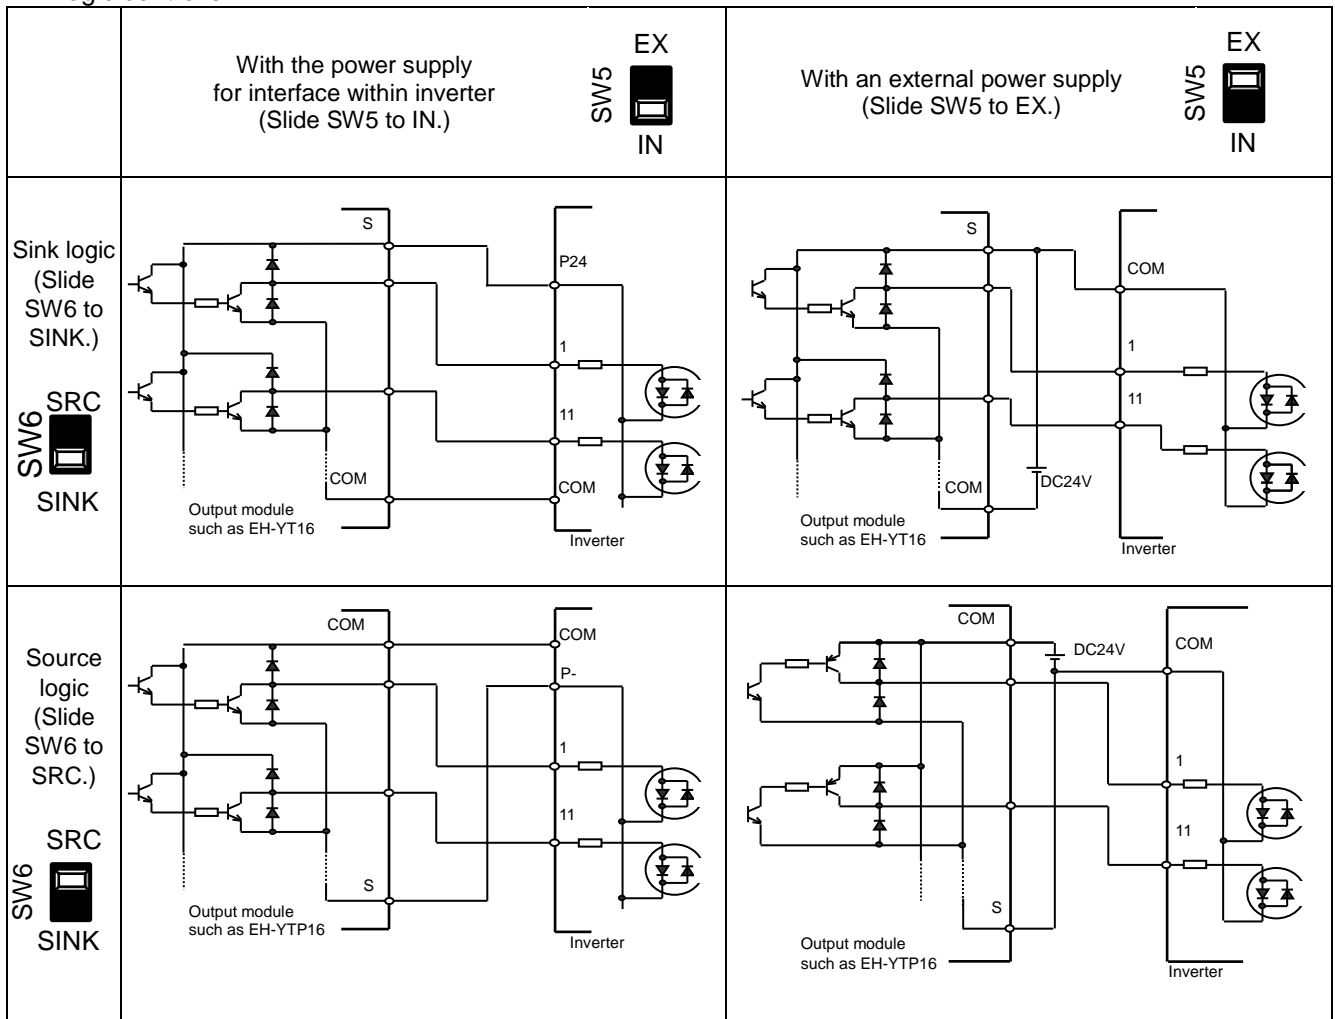 With the power supply
for interface within inverter
(Slide SW5 to IN.)
SW5
EX
IN
With an external power supply
(Slide SW5 to EX.)
SW5
EX
IN
Sink logic
(Slide
SW6 to
SINK.)
SW6
SRC
SINK
S
P24
1
11
COM
COM
Output module
such as EH-YT16
Inverter
S
COM
1
11
COM
DC24V
Output module
such as EH-YT16
Inverter
Source
logic
(Slide
SW6 to
SRC.)
SW6
SRC
SINK
COM
COM
P-
1
11
S
Output module
such as EH-YTP16
Inverter
COM
DC24V
COM
1
11
S
Output module
such as EH-YTP16
Inverter